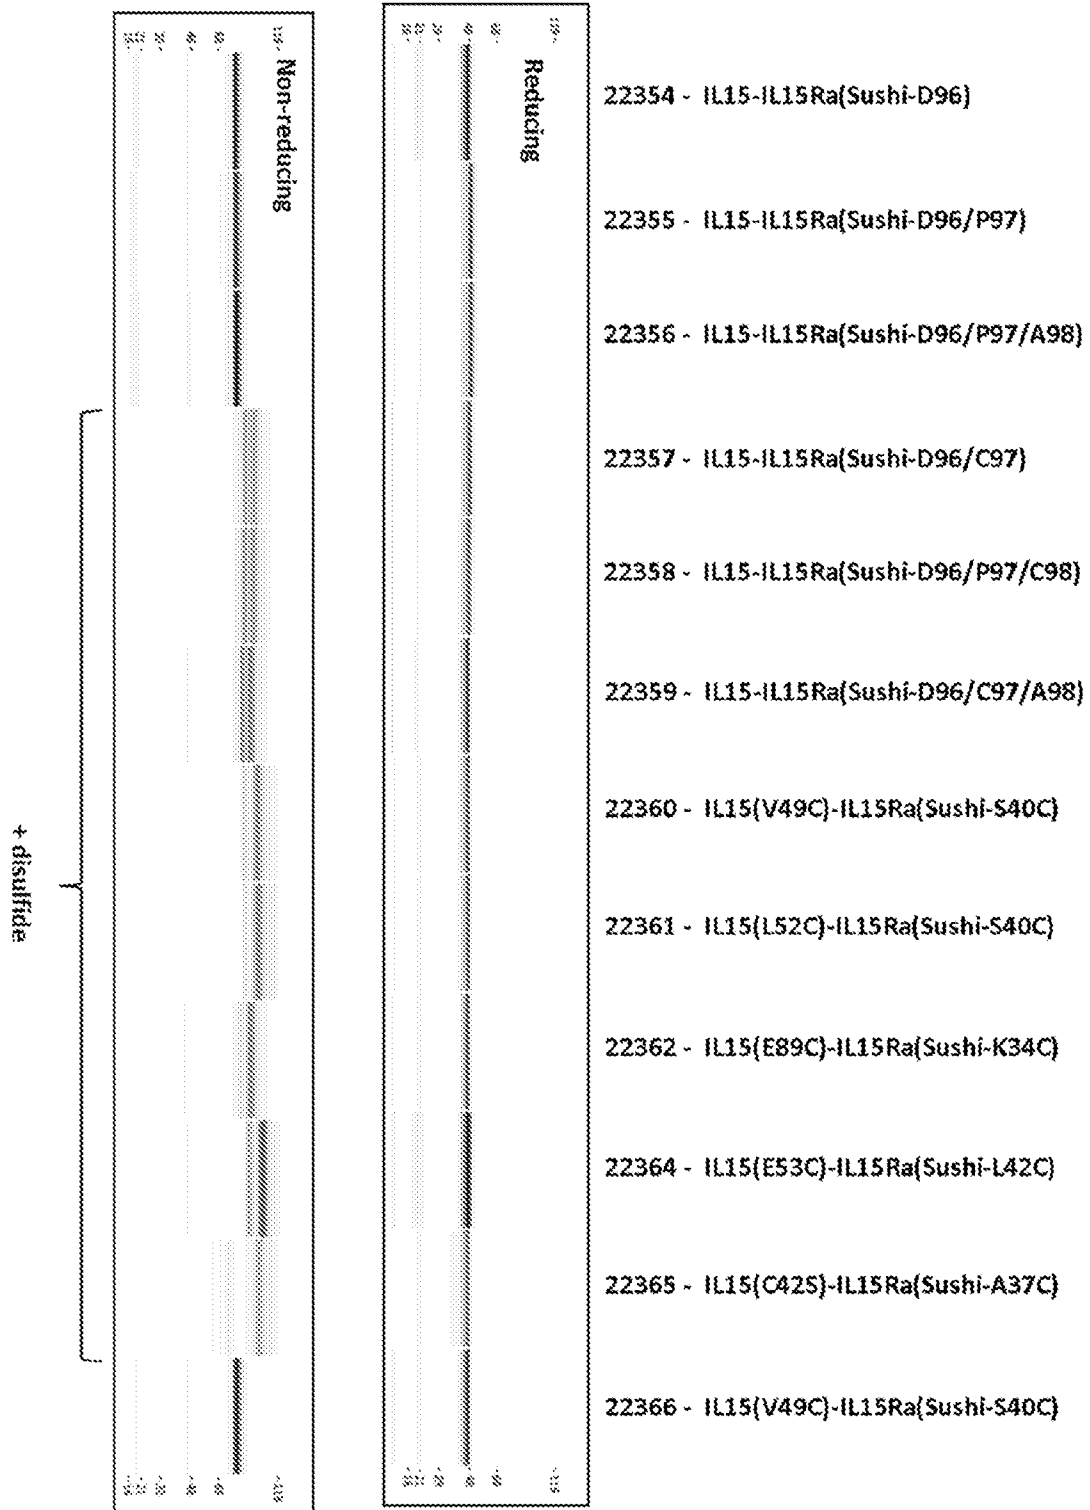 22354 - IL15-IL15Ra(Sushi-D96)
22355 - IL15-IL15Ra(Sushi-D96/P97)
22356 - IL15-IL15Ra(Sushi-D96/P97/A98)
22357 - IL15-IL15Ra(Sushi-D96/C97)
22358 - IL15-IL15Ra(Sushi-D96/P97/C98)
22359 - IL15-IL15Ra(Sushi-D96/C97/A98)
22360 - IL15(V49C)-IL15Ra(Sushi-S40C)
22361 - IL15(L52C)-IL15Ra(Sushi-S40C)
22362 - IL15(E89C)-IL15Ra(Sushi-K34C)
22364 - IL15(E53C)-IL15Ra(Sushi-L42C)
22365 - IL15(C42S)-IL15Ra(Sushi-A37C)
22366 - IL15(V49C)-IL15Ra(Sushi-S40C)
Reducing
Non-reducing
+ disulfide